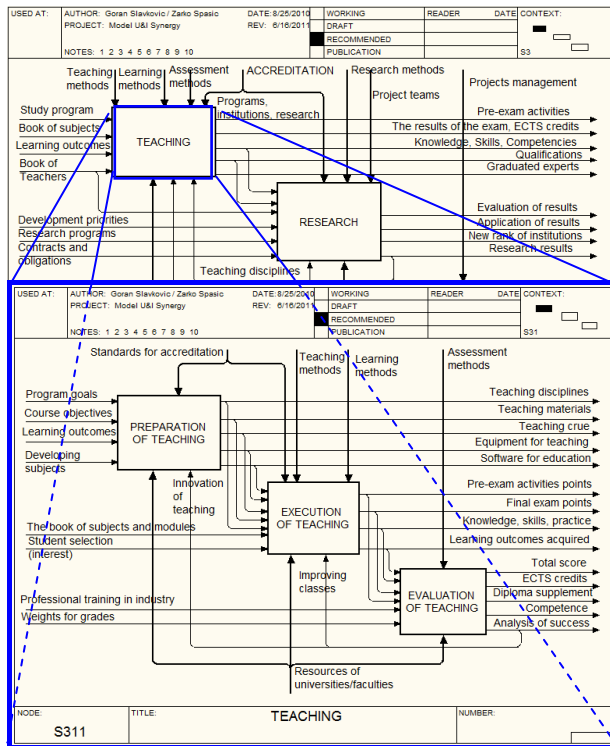 USED AT:
AUTHOR: Goran Slavkovic / Zarko Spasic
DATE: 8/25/2010
WORKING
READER
DATE
CONTEXT:
PROJECT: Model U&I Synergy
REV: 6/16/2011
DRAFT
RECOMMENDED
NOTES: 1 2 3 4 5 6 7 8 9 10
PUBLICATION
S3
Teaching
methods
Learning
methods
Assessment
methods
ACCREDITATION
Research methods
Project teams
Projects management
Programs,
institutions, research
Study program
Book of subjects
Learning outcomes
Book of
Teachers
TEACHING
Pre-exam activities
The results of the exam, ECTS credits
Knowledge, Skills, Competencies
Qualifications
Graduated experts
RESEARCH
Development priorities
Research programs
Contracts and
obligations
Evaluation of results
Application of results
New rank of institutions
Research results
Teaching disciplines
USED AT:
AUTHOR: Goran Slavkovic / Zarko Spasic
DATE: 8/25/2010
WORKING
READER
DATE
CONTEXT:
PROJECT: Model U&I Synergy
REV: 6/16/2011
DRAFT
RECOMMENDED
NOTES: 1 2 3 4 5 6 7 8 9 10
PUBLICATION
S31
Standards for accreditation
Teaching
methods
Learning
methods
Assessment
methods
Program goals
Course objectives
Learning outcomes
Developing
subjects
PREPARATION
OF TEACHING
Teaching disciplines
Teaching materials
Teaching crue
Equipment for teaching
Software for education
Innovation
of
teaching
EXECUTION
OF TEACHING
Pre-exam activities points
Final exam points
Knowledge, skills, practice
Learning outcomes acquired
The book of subjects and modules
Student selection
(interest)
Improving
classes
EVALUATION
OF TEACHING
Total score
ECTS credits
Diploma supplement
Competence
Analysis of success
Professional training in industry
Weights for grades
Resources of
universities/faculties
NODE:
S311
TITLE:
TEACHING
NUMBER: